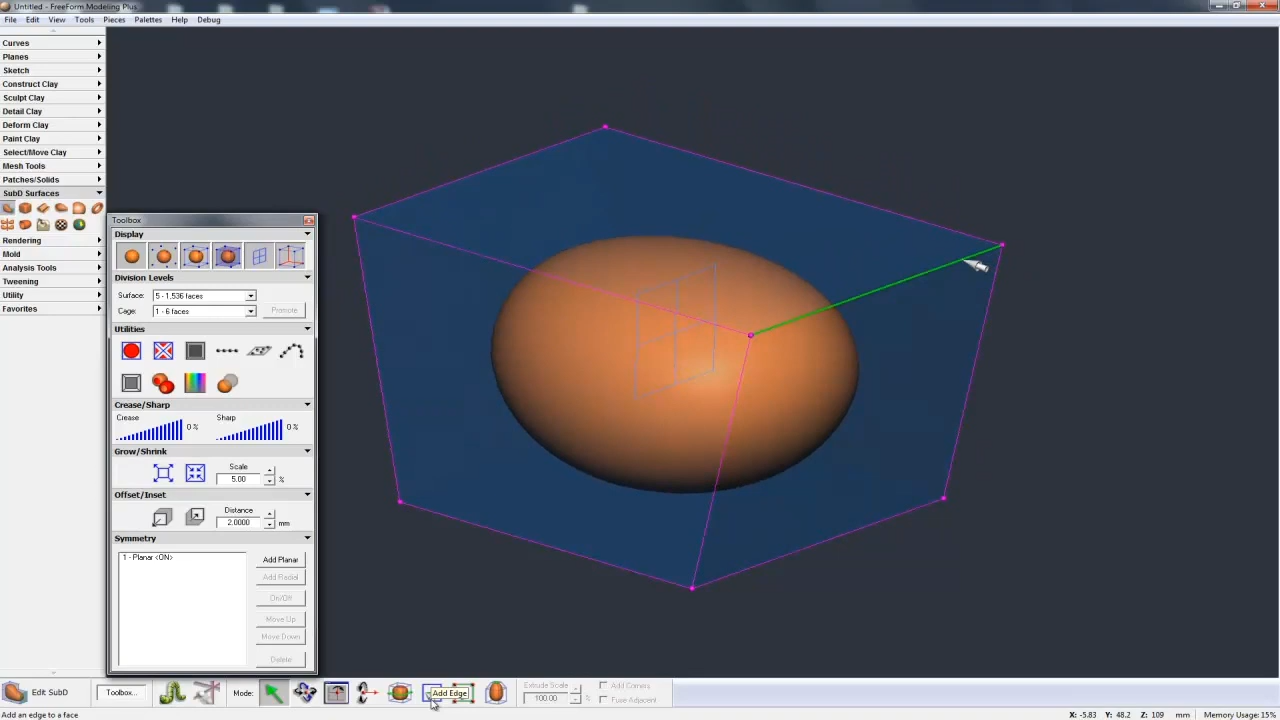 Untitled - FreeForm Modeling Plus
File Edit View Tools Pieces Palettes Help Debug
Curves
Planes
Sketch
Construct Clay
Sculpt Clay
Detail Clay
Deform Clay
Paint Clay
Select/Move Clay
Mesh Tools
Patches/Solids
SubD Surfaces
Rendering
Mold
Analysis Tools
Tweening
Utility
Favorites
Toolbox
Display
Division Levels
Surface: 5 - 1,536 faces
Cage: 1 - 6 faces Promote
Utilities
Crease/Sharp
Crease Sharp
0 % 0 %
Grow/Shrink
Scale
5.00 %
Offset/Inset
Distance
2.0000 mm
Symmetry
1 - Planar <ON> Add Planar
Add Radial
On/Off
Move Up
Move Down
Delete
Edit SubD Toolbox... Mode: Add Edge Extrude Scale 100.00 % Add Corners
Fuse Adjacent
Add an edge to a face X: -5.83 Y: 48.2 Z: 109 mm Memory Usage: 15%